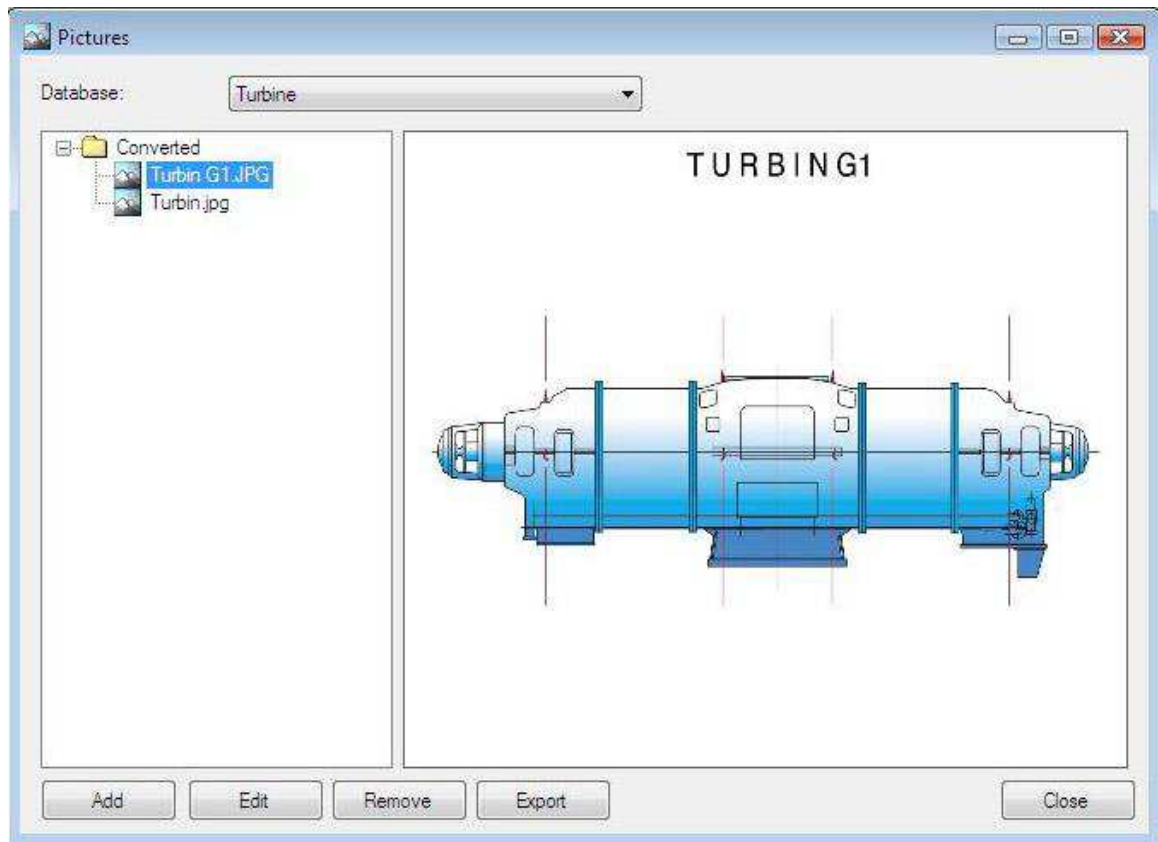 Pictures
Database: Turbine
Converted
Turbin G1.JPG
Turbin.jpg
TURBING1
Add Edit Remove Export Close